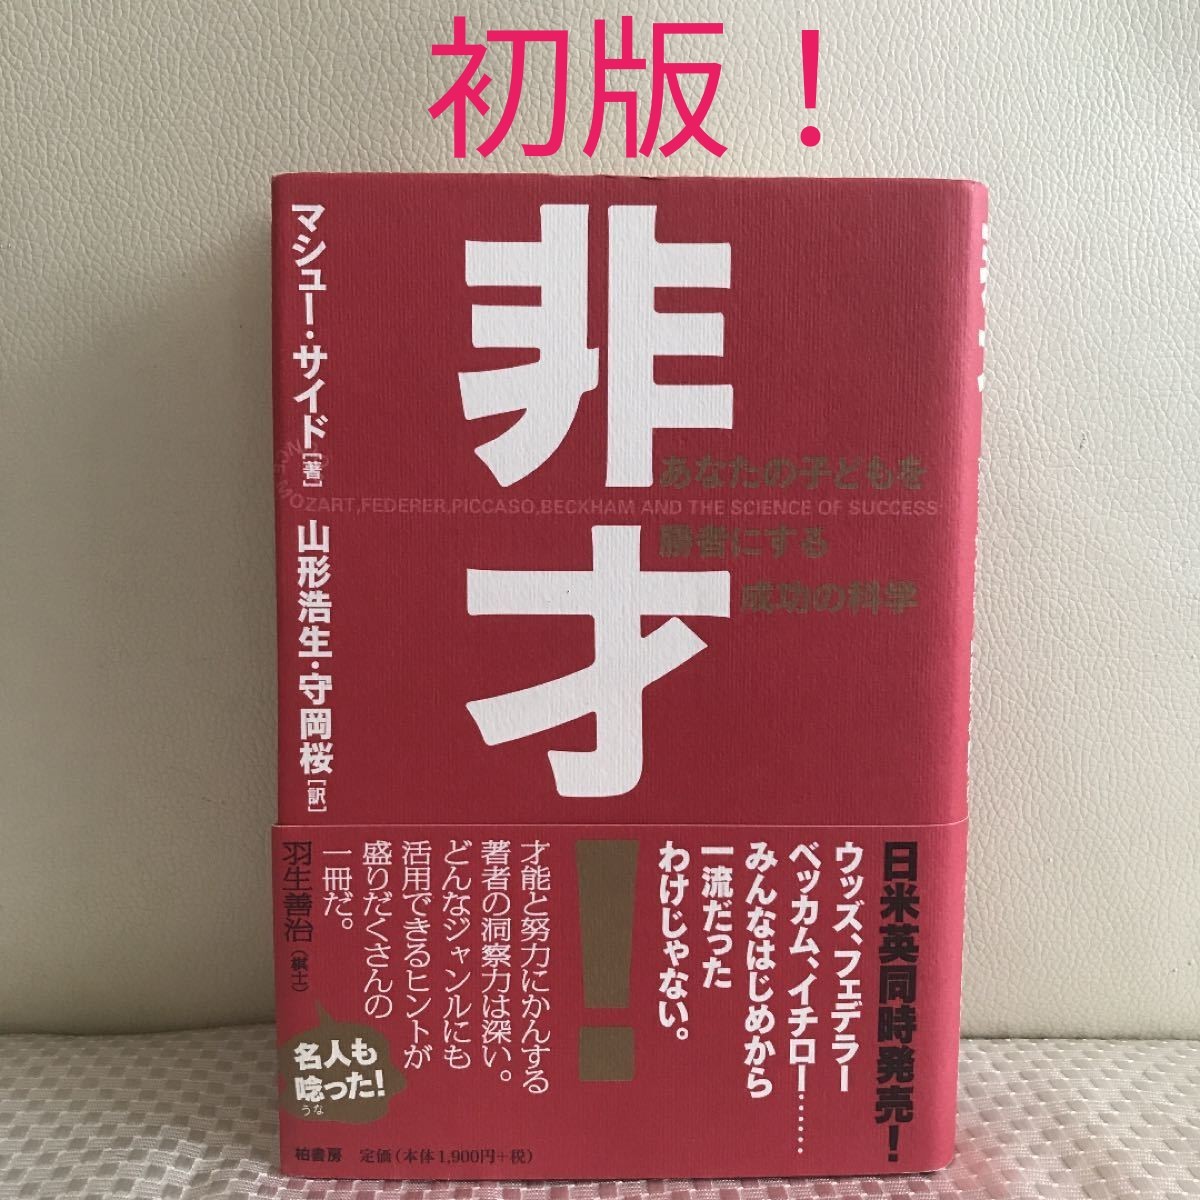 初版！
非才！
あなたの子どもを
勝者にする
成功の科学
BOUNCE MOZART,FEDERER,PICCASO,BECKHAM AND THE SCIENCE OF SUCCESS
マシュー・サイド[著] 山形浩生・守岡桜[訳]
日米英同時発売！
ウッズ、フェデラー
ベッカム、イチロー……
みんなはじめから
一流だった
わけじゃない。
才能と努力にかんする
著者の洞察力は深い。
どんなジャンルにも
活用できるヒントが
盛りだくさんの
一冊だ。
羽生善治（棋士）
名人も
唸った！
うな
柏書房 定価（本体1,900円＋税）